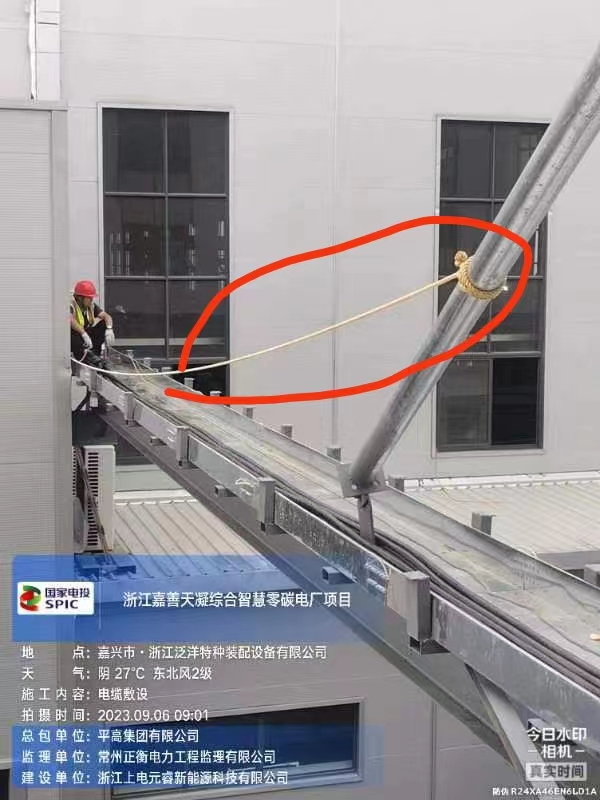 国家电投
SPIC
浙江嘉善天凝综合智慧零碳电厂项目
地 点：嘉兴市·浙江泛洋特种装配设备有限公司
天 气：阴 27℃ 东北风2级
施工内容：电缆敷设
拍摄时间：2023.09.06 09:01
总包单位：平高集团有限公司
监理单位：常州正衡电力工程监理有限公司
建设单位：浙江上电元睿新能源科技有限公司
今日水印
相机
真实时间
防伪 R24XA46EN6LD1A